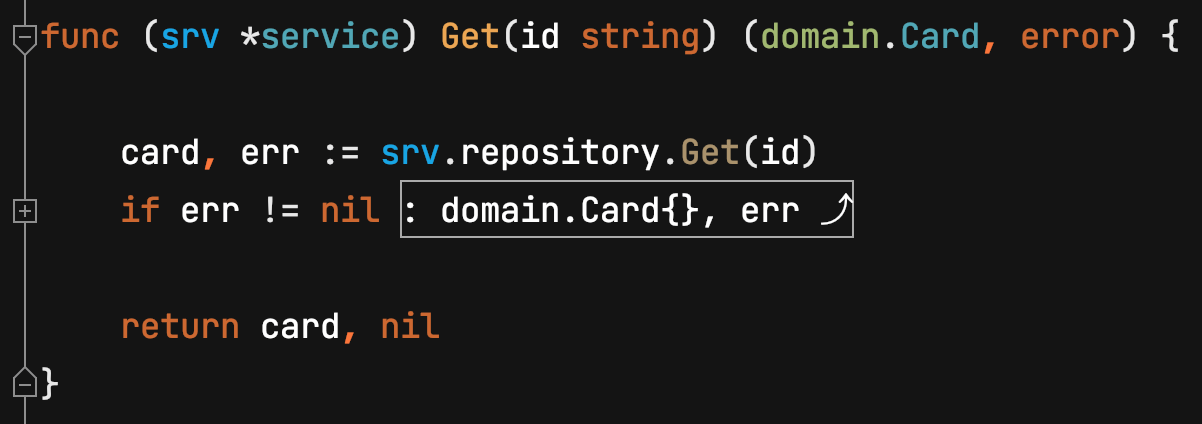 func (srv *service) Get(id string) (domain.Card, error) {
card, err := srv.repository.Get(id)
if err != nil : domain.Card{}, err ⤴
return card, nil
}